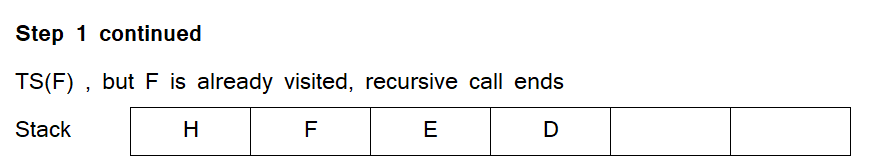 Step 1 continued
TS(F) , but F is already visited, recursive call ends
Stack H F E D